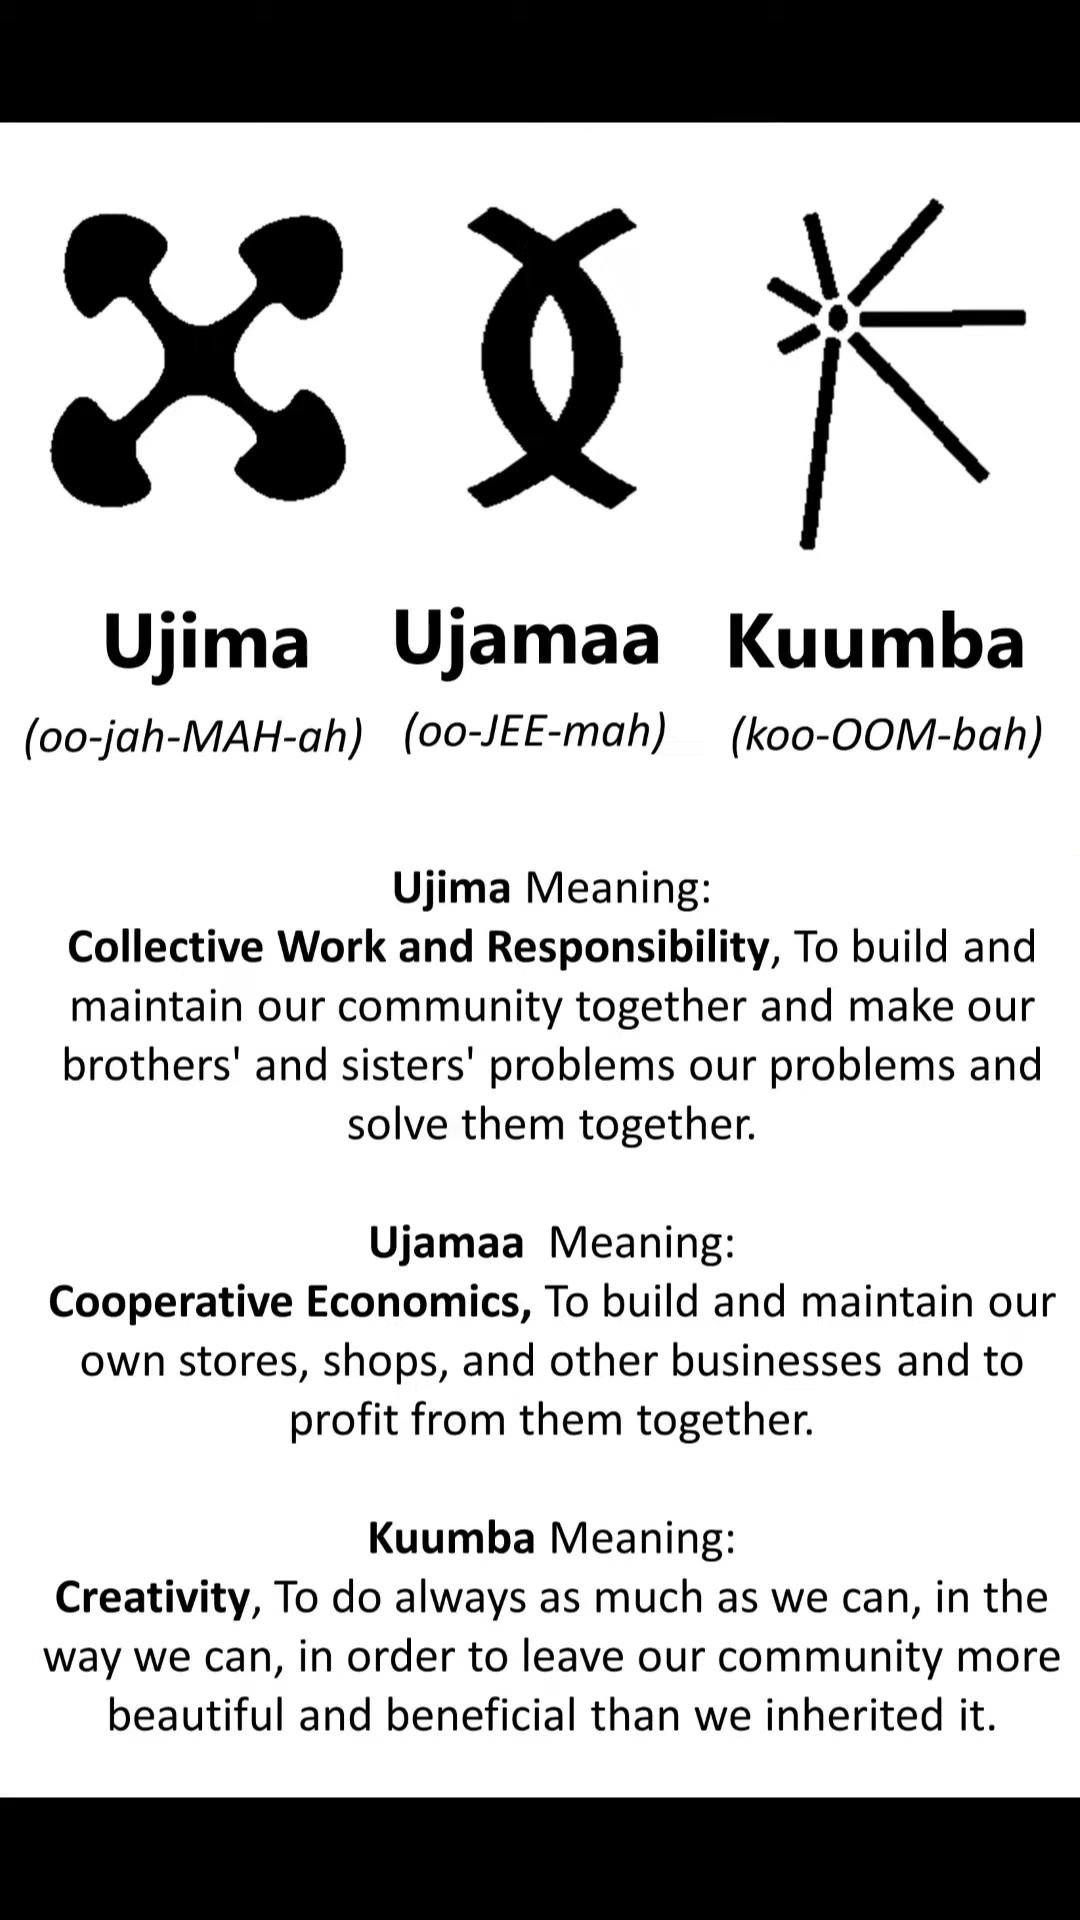 Ujima Ujamaa Kuumba
(oo-jah-MAH-ah) (oo-JEE-mah) (koo-OOM-bah)
Ujima Meaning:
Collective Work and Responsibility, To build and
maintain our community together and make our
brothers' and sisters' problems our problems and
solve them together.
Ujamaa Meaning:
Cooperative Economics, To build and maintain our
own stores, shops, and other businesses and to
profit from them together.
Kuumba Meaning:
Creativity, To do always as much as we can, in the
way we can, in order to leave our community more
beautiful and beneficial than we inherited it.